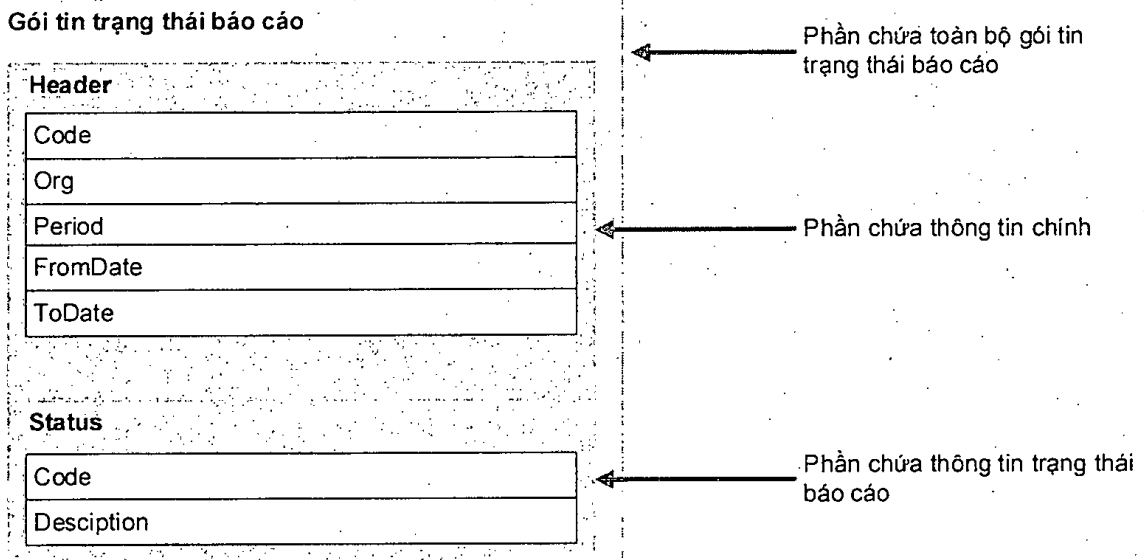 Gói tin trạng thái báo cáo
Phần chứa toàn bộ gói tin
trạng thái báo cáo
Header
Code
Org
Period
Phần chứa thông tin chính
FromDate
ToDate
Status
Code
Phần chứa thông tin trạng thái
báo cáo
Desciption